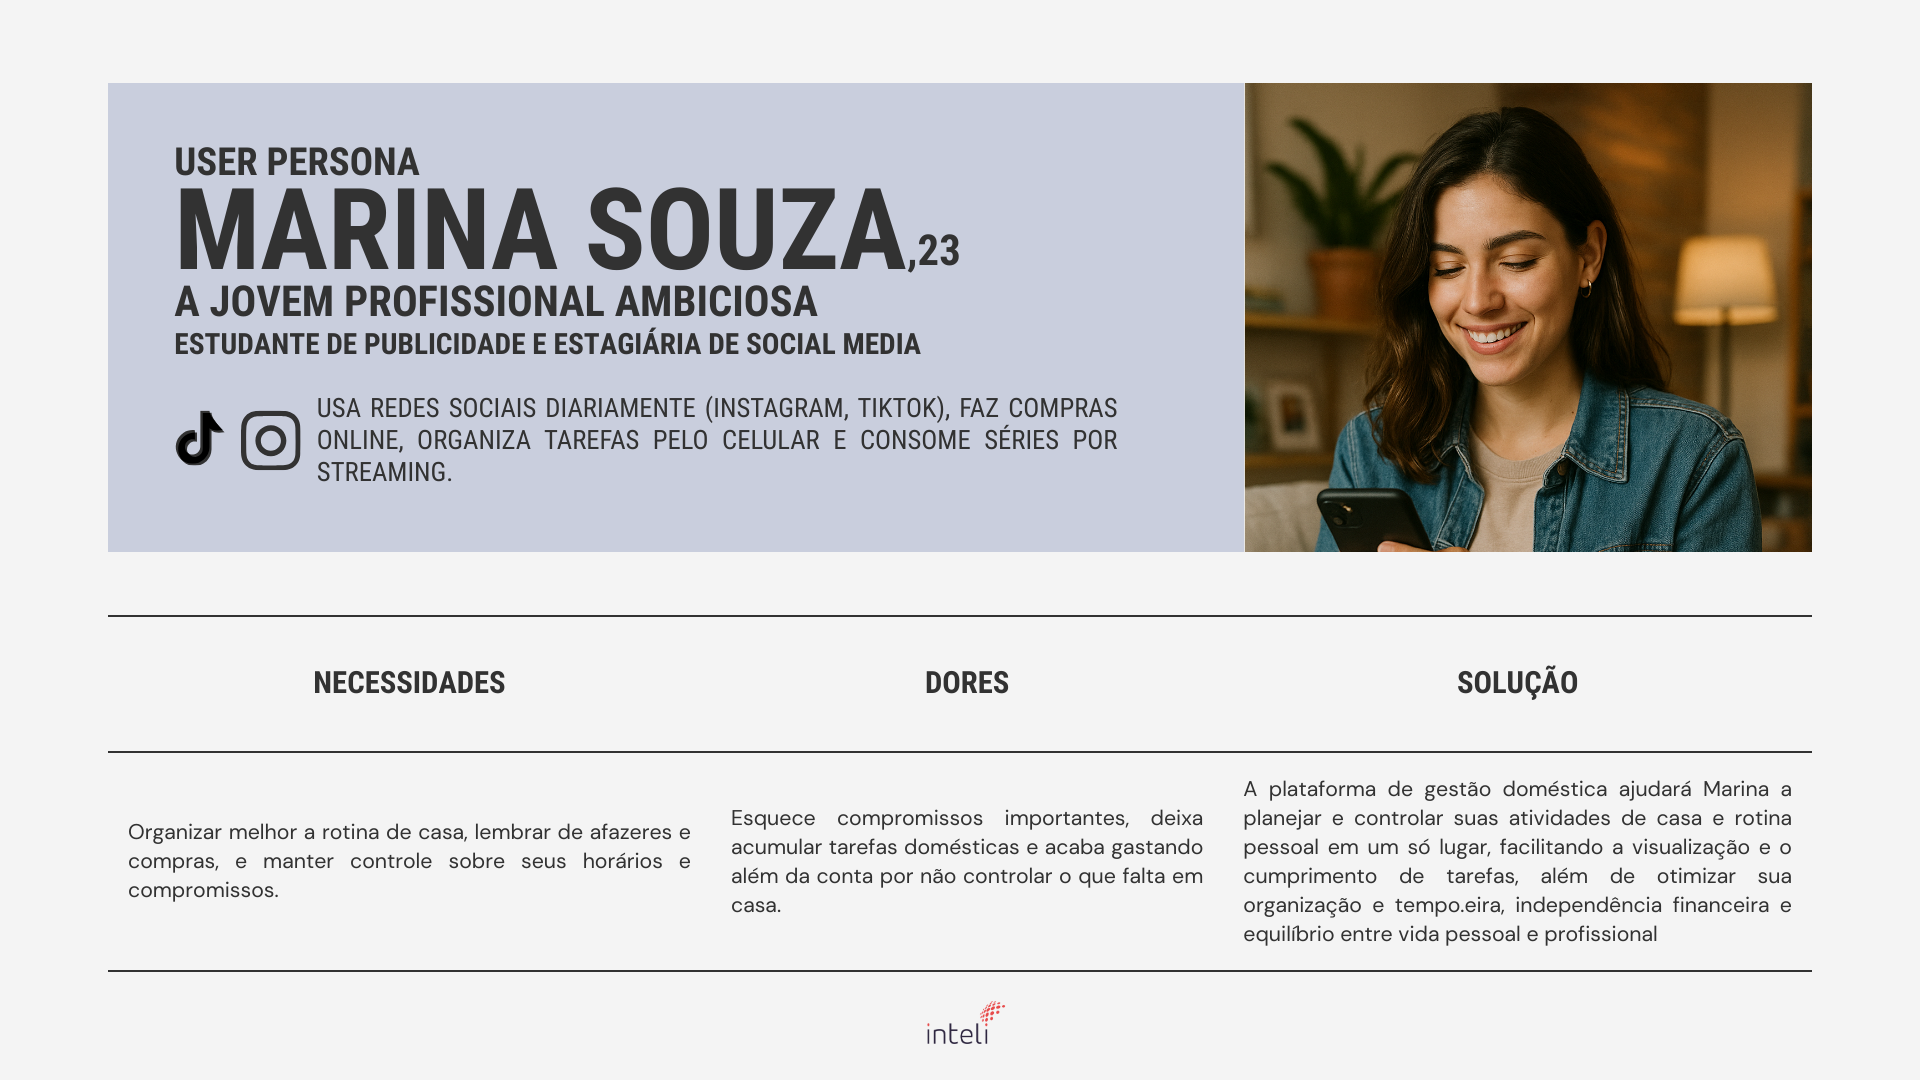 USER PERSONA
MARINA SOUZA,23
A JOVEM PROFISSIONAL AMBICIOSA
ESTUDANTE DE PUBLICIDADE E ESTAGIÁRIA DE SOCIAL MEDIA
USA REDES SOCIAIS DIARIAMENTE (INSTAGRAM, TIKTOK), FAZ COMPRAS
ONLINE, ORGANIZA TAREFAS PELO CELULAR E CONSOME SÉRIES POR
STREAMING.
NECESSIDADES
DORES
SOLUÇÃO
Organizar melhor a rotina de casa, lembrar de afazeres e
compras, e manter controle sobre seus horários e
compromissos.
Esquece compromissos importantes, deixa
acumular tarefas domésticas e acaba gastando
além da conta por não controlar o que falta em
casa.
A plataforma de gestão doméstica ajudará Marina a
planejar e controlar suas atividades de casa e rotina
pessoal em um só lugar, facilitando a visualização e o
cumprimento de tarefas, além de otimizar sua
organização e tempo.eira, independência financeira e
equilíbrio entre vida pessoal e profissional
inteli